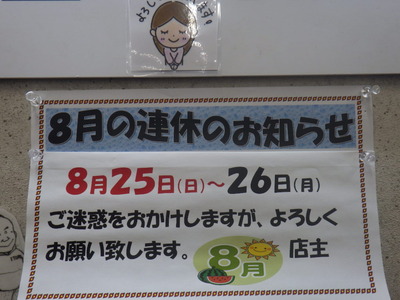 8月の連休のお知らせ
8月25日(日)～26日(月)
ご迷惑をおかけしますが、よろしく
お願い致します。
8月
店主